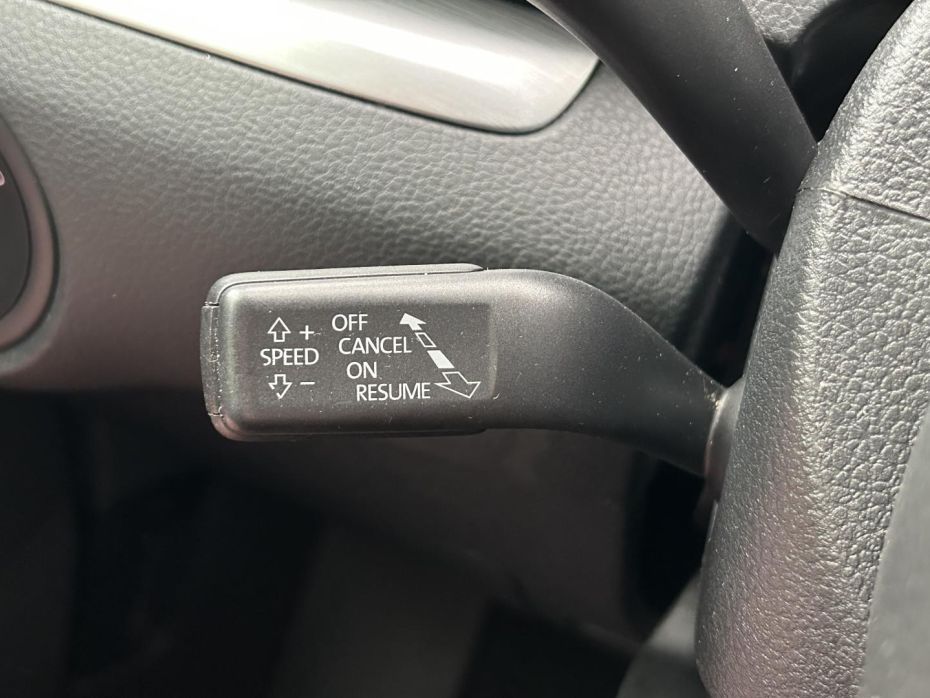 +
SPEED
−
OFF
CANCEL
ON
RESUME